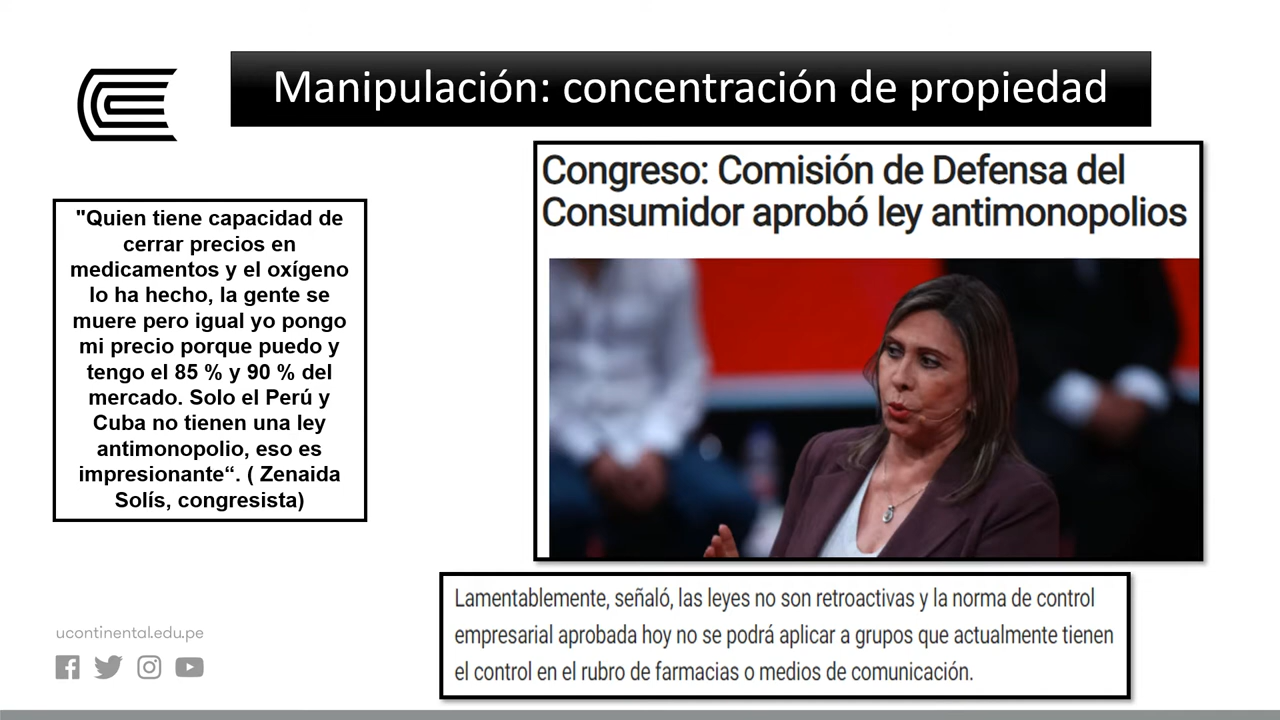 Manipulación: concentración de propiedad
Congreso: Comisión de Defensa del
Consumidor aprobó ley antimonopolios
"Quien tiene capacidad de
cerrar precios en
medicamentos y el oxígeno
lo ha hecho, la gente se
muere pero igual yo pongo
mi precio porque puedo y
tengo el 85 % y 90 % del
mercado. Solo el Perú y
Cuba no tienen una ley
antimonopolio, eso es
impresionante“. ( Zenaida
Solís, congresista)
Lamentablemente, señaló, las leyes no son retroactivas y la norma de control
empresarial aprobada hoy no se podrá aplicar a grupos que actualmente tienen
el control en el rubro de farmacias o medios de comunicación.
ucontinental.edu.pe